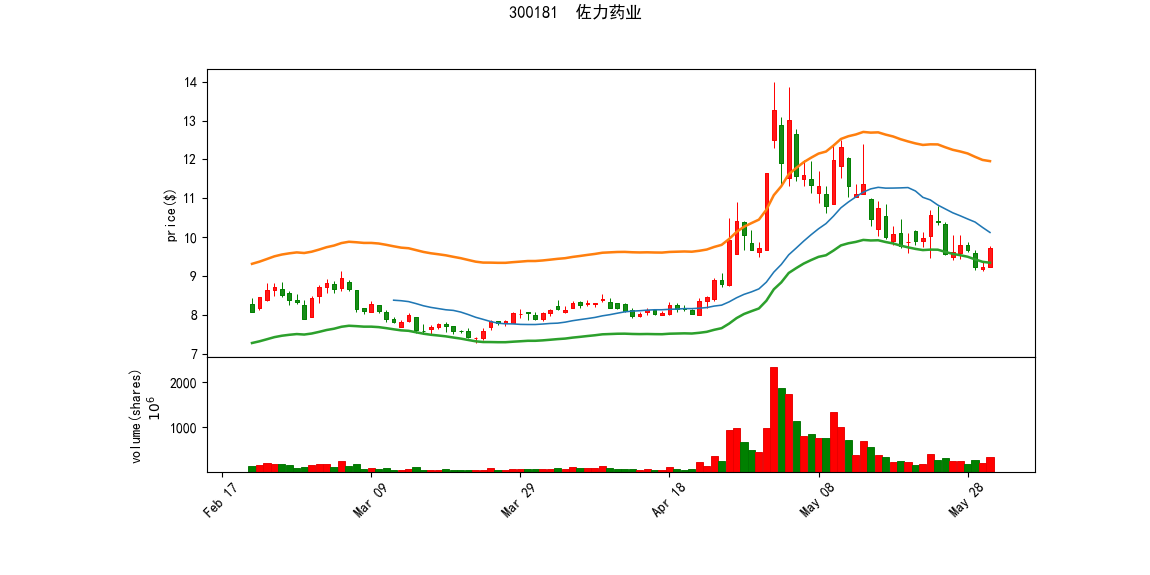 300181  佐力药业
price($)
14
13
12
11
10
9
8
7
volume(shares)
10^6
2000
1000
Feb 17
Mar 09
Mar 29
Apr 18
May 08
May 28